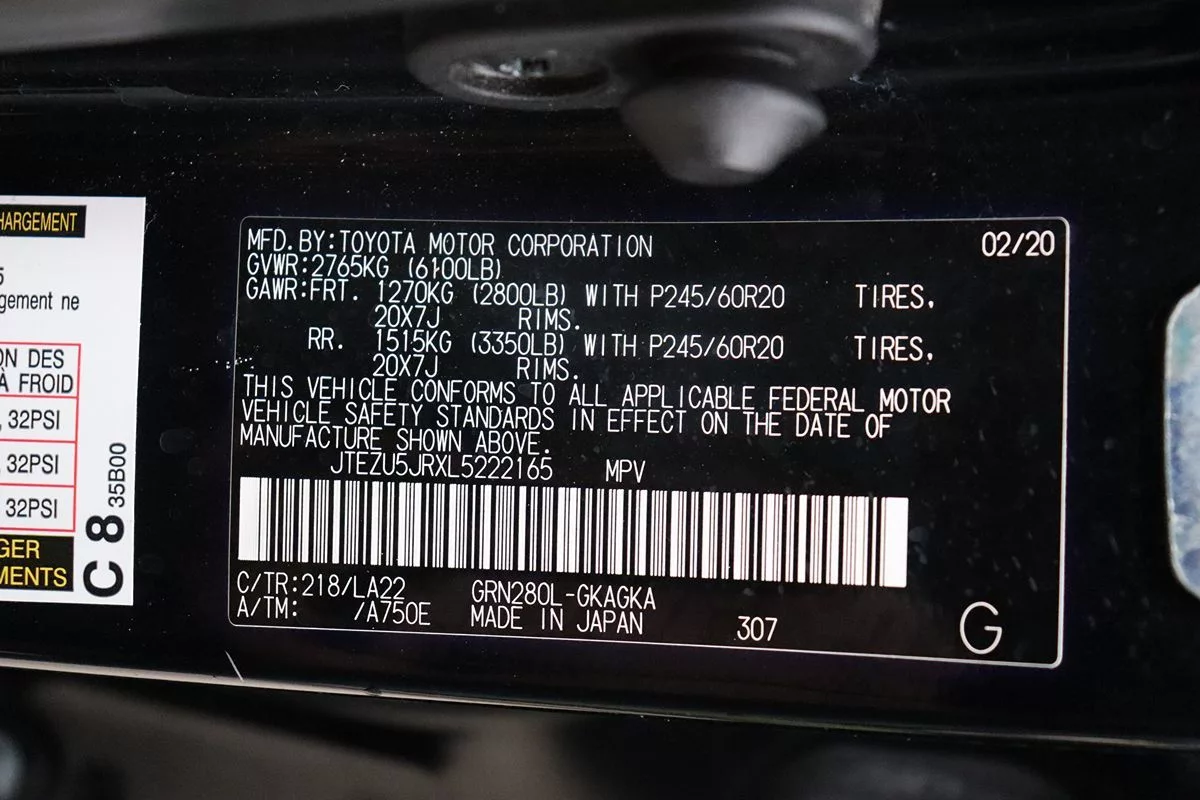 HARGEMENT
5
gement ne
ON DES
À FROID
, 32PSI
, 32PSI
32PSI
GER
MENTS
C 8 35B00
MFD. BY:TOYOTA MOTOR CORPORATION 02/20
GVWR:2765KG (6100LB)
GAWR:FRT. 1270KG (2800LB) WITH P245/60R20 TIRES,
20X7J RIMS.
RR. 1515KG (3350LB) WITH P245/60R20 TIRES,
20X7J RIMS.
THIS VEHICLE CONFORMS TO ALL APPLICABLE FEDERAL MOTOR
VEHICLE SAFETY STANDARDS IN EFFECT ON THE DATE OF
MANUFACTURE SHOWN ABOVE.
JTEZU5JRXL5222165 MPV
C/TR:218/LA22 GRN280L-GKAGKA
A/TM: /A750E MADE IN JAPAN 307
G